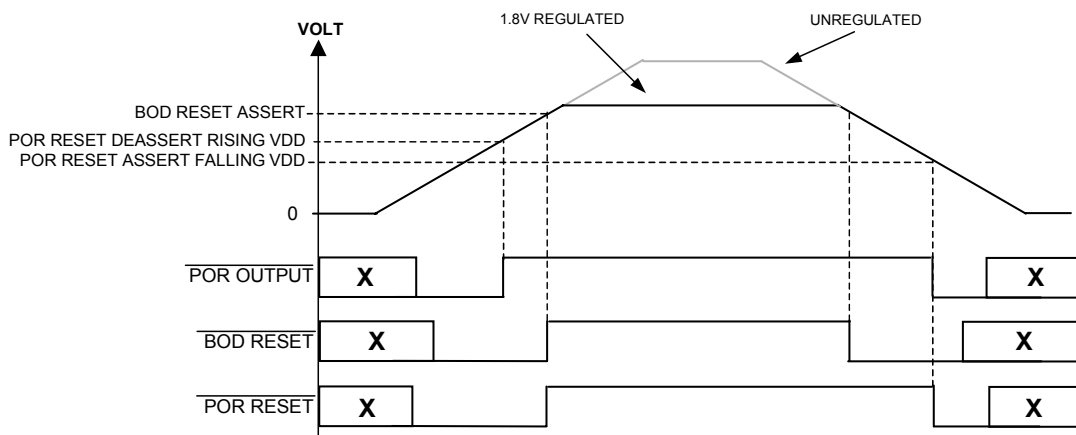 1.8V REGULATED
UNREGULATED
VOLT
BOD RESET ASSERT
POR RESET DEASSERT RISING VDD
POR RESET ASSERT FALLING VDD
0
POR OUTPUT
X
X
BOD RESET
X
X
POR RESET
X
X